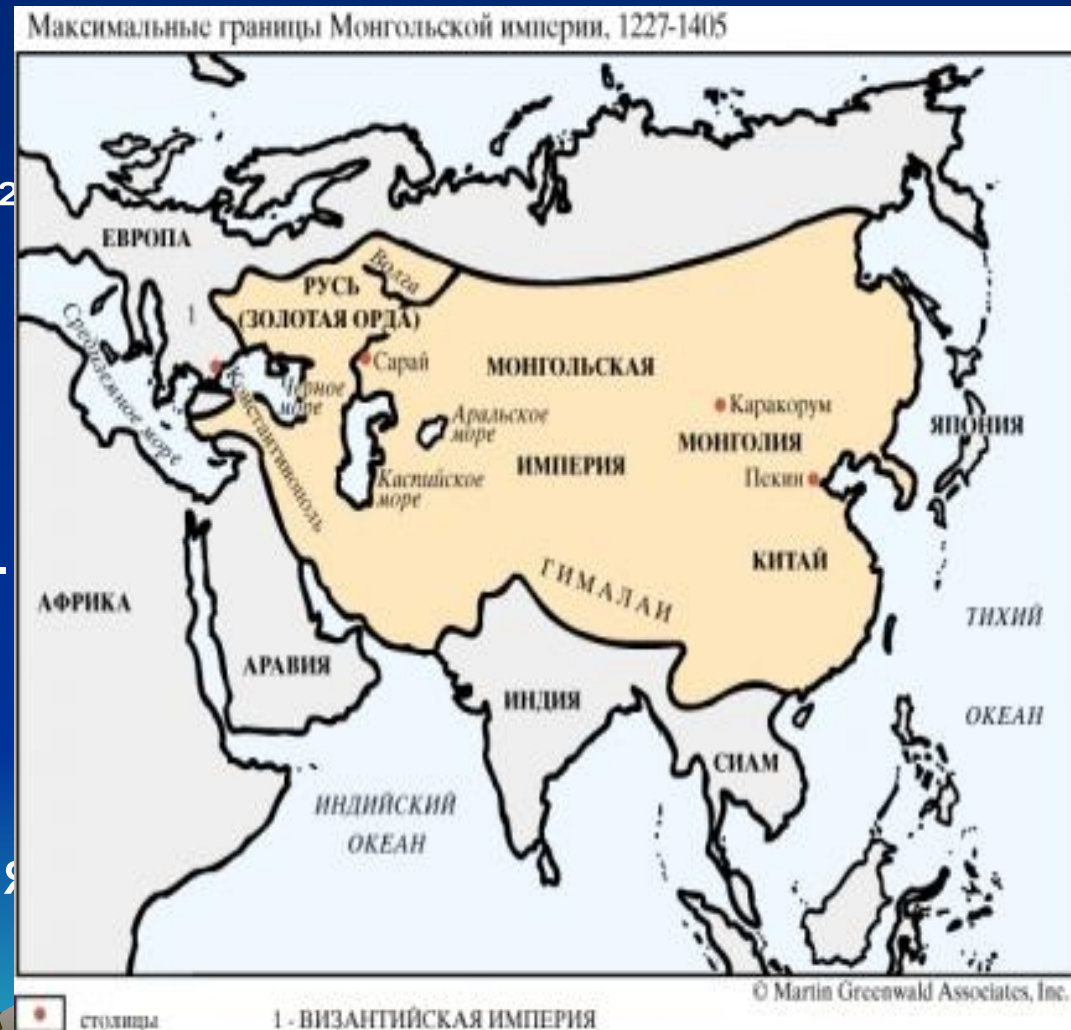 Максимальные границы Монгольской империи, 1227-1405
ЕВРОПА
Волга
РУСЬ
(ЗОЛОТАЯ ОРДА)
1
Средиземное море
Константинополь
Черное
море
Сарай
МОНГОЛЬСКАЯ
Каракорум
Аральское
море
МОНГОЛИЯ
ЯПОНИЯ
ИМПЕРИЯ
Каспийское
море
Пекин
КИТАЙ
ГИМАЛАИ
АФРИКА
ТИХИЙ
АРАВИЯ
ИНДИЯ
ОКЕАН
СИАМ
ИНДИЙСКИЙ
ОКЕАН
© Martin Greenwald Associates, Inc.
столицы
1 - ВИЗАНТИЙСКАЯ ИМПЕРИЯ